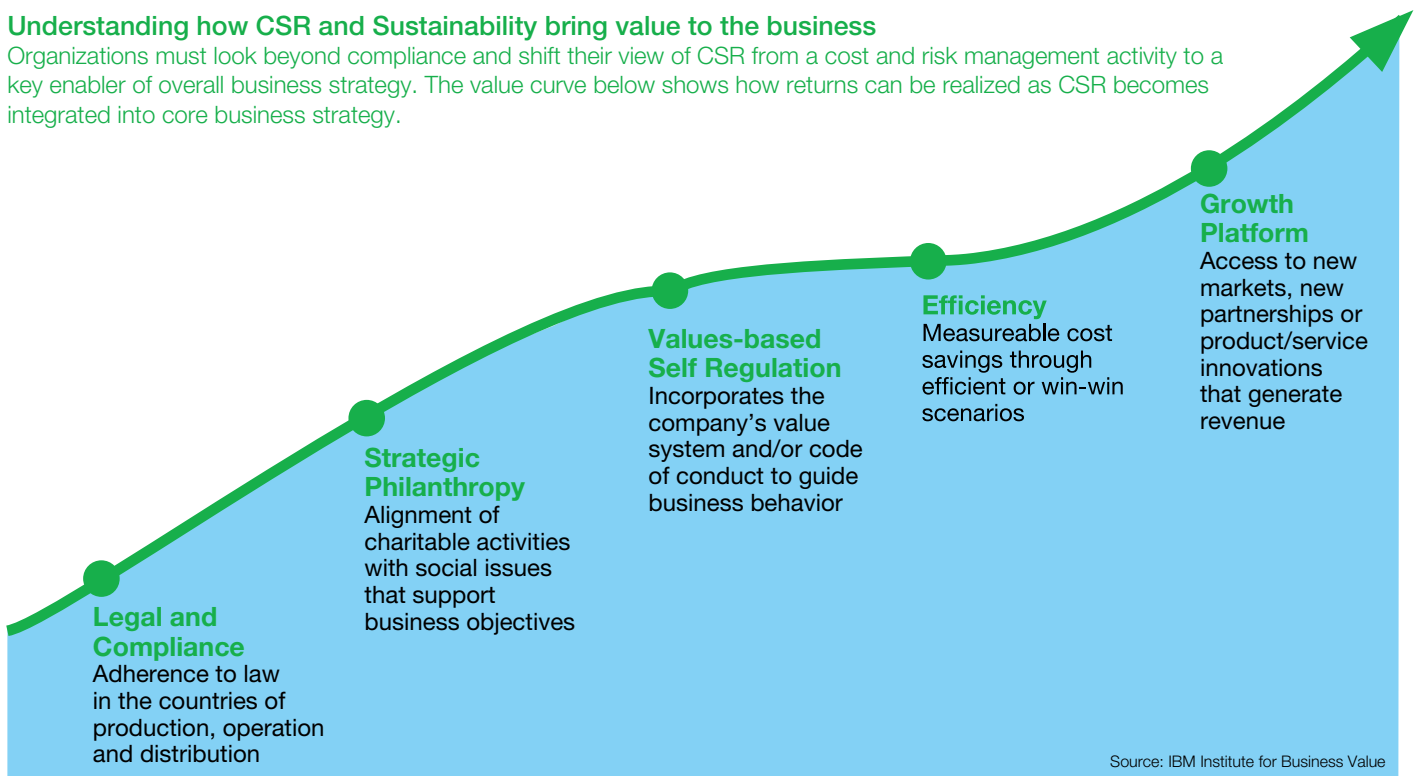 Understanding how CSR and Sustainability bring value to the business
Organizations must look beyond compliance and shift their view of CSR from a cost and risk management activity to a
key enabler of overall business strategy. The value curve below shows how returns can be realized as CSR becomes
integrated into core business strategy.
Legal and
Compliance
Adherence to law
in the countries of
production, operation
and distribution
Strategic
Philanthropy
Alignment of
charitable activities
with social issues
that support
business objectives
Values-based
Self Regulation
Incorporates the
company’s value
system and/or code
of conduct to guide
business behavior
Efficiency
Measureable cost
savings through
efficient or win-win
scenarios
Growth
Platform
Access to new
markets, new
partnerships or
product/service
innovations
that generate
revenue
Source: IBM Institute for Business Value